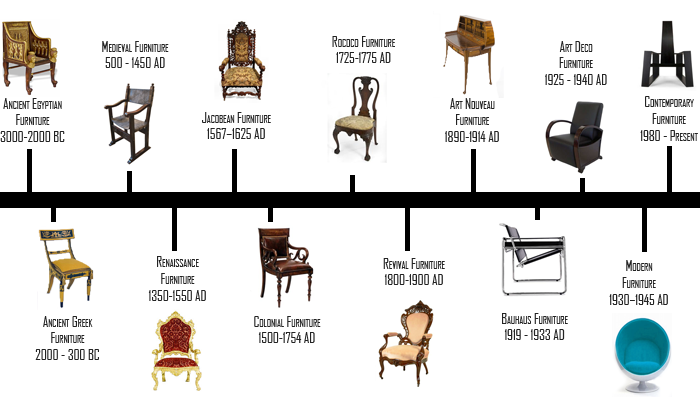 Ancient Egyptian
Furniture
3000-2000 BC
Medieval Furniture
500 - 1450 AD
Jacobean Furniture
1567-1625 AD
Rococo Furniture
1725-1775 AD
Art Nouveau
Furniture
1890-1914 AD
Art Deco
Furniture
1925 - 1940 AD
Contemporary
Furniture
1980 - Present
Ancient Greek
Furniture
2000 - 300 BC
Renaissance
Furniture
1350-1550 AD
Colonial Furniture
1500-1754 AD
Revival Furniture
1800-1900 AD
Bauhaus Furniture
1919 - 1933 AD
Modern
Furniture
1930-1945 AD